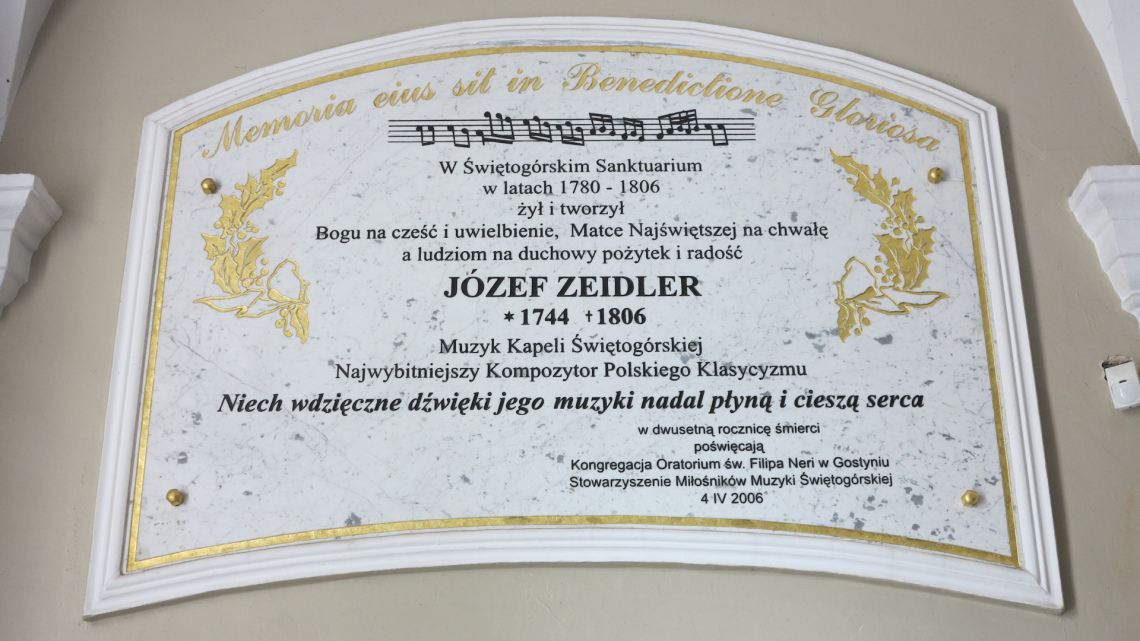 Memoria eius sit in Benedictione Gloriosa
W Świętogórskim Sanktuarium
w latach 1780 - 1806
żył i tworzył
Bogu na cześć i uwielbienie, Matce Najświętszej na chwałę
a ludziom na duchowy pożytek i radość
JÓZEF ZEIDLER
✶ 1744 † 1806
Muzyk Kapeli Świętogórskiej
Najwybitniejszy Kompozytor Polskiego Klasycyzmu
Niech wdzięczne dźwięki jego muzyki nadal płyną i cieszą serca
w dwusetną rocznicę śmierci
poświęcają
Kongregacja Oratorium św. Filipa Neri w Gostyniu
Stowarzyszenie Miłośników Muzyki Świętogórskiej
4 IV 2006